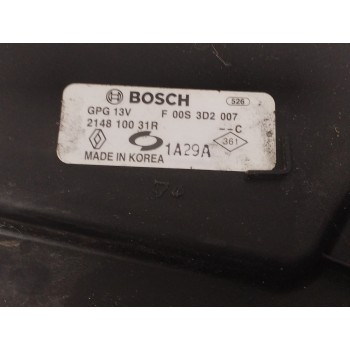 BOSCH 526
GPG 13V F 00S 3D2 007
2148 100 31R --C
1A29A 361
MADE IN KOREA